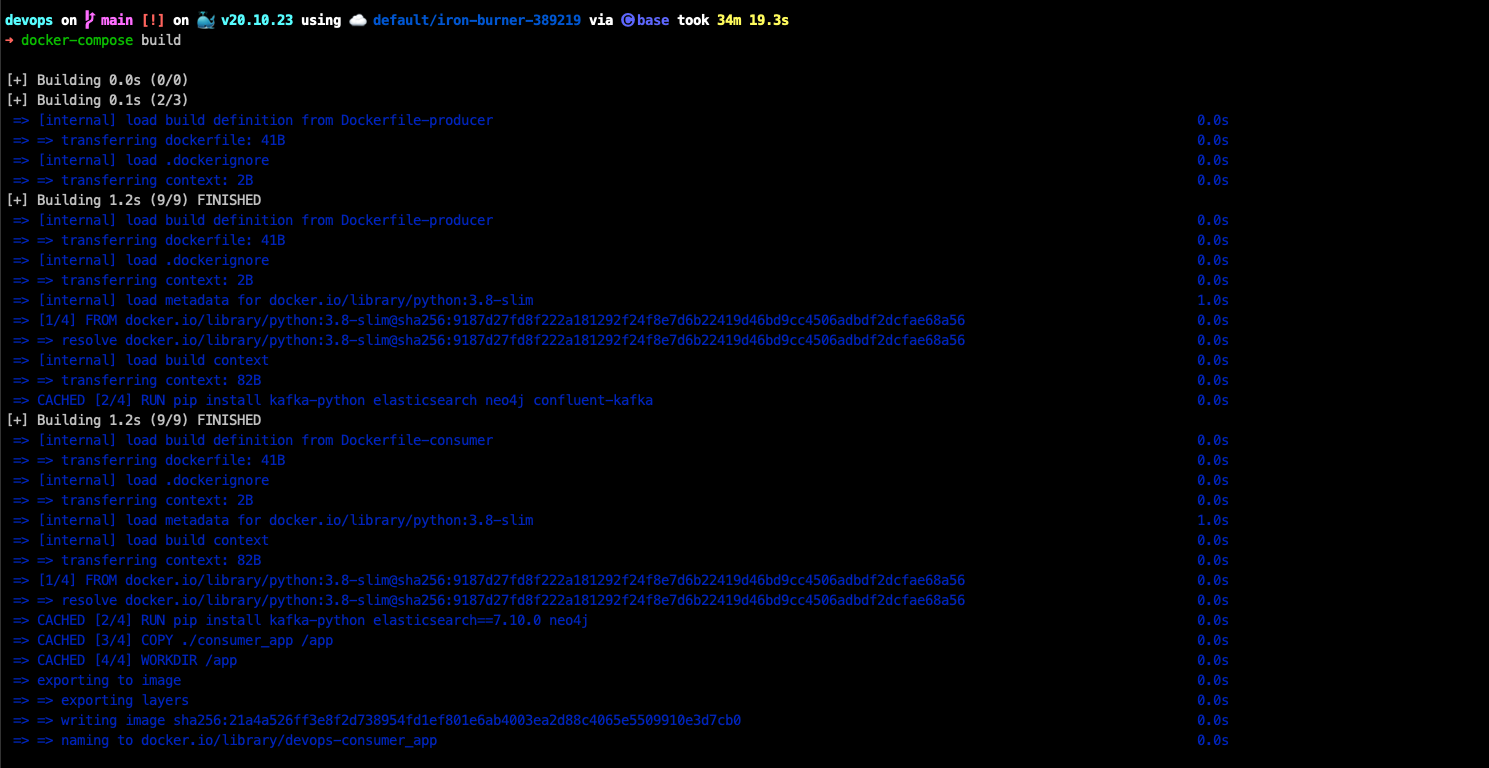 devops on main [!] on v20.10.23 using default/iron-burner-389219 via base took 34m 19.3s
→ docker-compose build
[+] Building 0.0s (0/0)
[+] Building 0.1s (2/3)
=> [internal] load build definition from Dockerfile-producer 0.0s
=> => transferring dockerfile: 41B 0.0s
=> [internal] load .dockerignore 0.0s
=> => transferring context: 2B 0.0s
[+] Building 1.2s (9/9) FINISHED
=> [internal] load build definition from Dockerfile-producer 0.0s
=> => transferring dockerfile: 41B 0.0s
=> [internal] load .dockerignore 0.0s
=> => transferring context: 2B 0.0s
=> [internal] load metadata for docker.io/library/python:3.8-slim 1.0s
=> [1/4] FROM docker.io/library/python:3.8-slim@sha256:9187d27fd8f222a181292f24f8e7d6b22419d46bd9cc4506adbdf2dcfae68a56 0.0s
=> => resolve docker.io/library/python:3.8-slim@sha256:9187d27fd8f222a181292f24f8e7d6b22419d46bd9cc4506adbdf2dcfae68a56 0.0s
=> [internal] load build context 0.0s
=> => transferring context: 82B 0.0s
=> CACHED [2/4] RUN pip install kafka-python elasticsearch neo4j confluent-kafka 0.0s
[+] Building 1.2s (9/9) FINISHED
=> [internal] load build definition from Dockerfile-consumer 0.0s
=> => transferring dockerfile: 41B 0.0s
=> [internal] load .dockerignore 0.0s
=> => transferring context: 2B 0.0s
=> [internal] load metadata for docker.io/library/python:3.8-slim 1.0s
=> [internal] load build context 0.0s
=> => transferring context: 82B 0.0s
=> [1/4] FROM docker.io/library/python:3.8-slim@sha256:9187d27fd8f222a181292f24f8e7d6b22419d46bd9cc4506adbdf2dcfae68a56 0.0s
=> => resolve docker.io/library/python:3.8-slim@sha256:9187d27fd8f222a181292f24f8e7d6b22419d46bd9cc4506adbdf2dcfae68a56 0.0s
=> CACHED [2/4] RUN pip install kafka-python elasticsearch==7.10.0 neo4j 0.0s
=> CACHED [3/4] COPY ./consumer_app /app 0.0s
=> CACHED [4/4] WORKDIR /app 0.0s
=> exporting to image 0.0s
=> => exporting layers 0.0s
=> => writing image sha256:21a4a526ff3e8f2d738954fd1ef801e6ab4003ea2d88c4065e5509910e3d7cb0 0.0s
=> => naming to docker.io/library/devops-consumer_app 0.0s